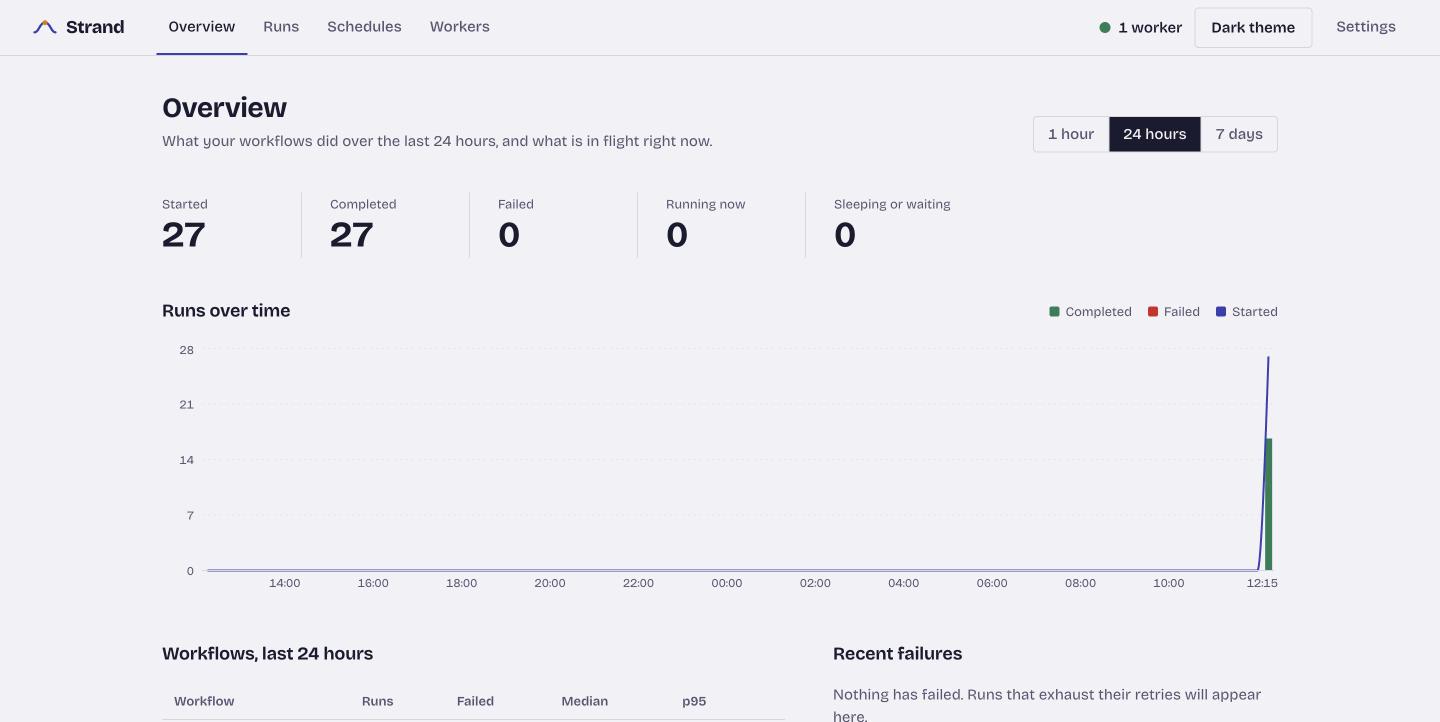 Strand
Overview
Runs
Schedules
Workers
1 worker
Dark theme
Settings
Overview
What your workflows did over the last 24 hours, and what is in flight right now.
1 hour
24 hours
7 days
Started
27
Completed
27
Failed
0
Running now
0
Sleeping or waiting
0
Runs over time
Completed
Failed
Started
28
21
14
7
0
14:00
16:00
18:00
20:00
22:00
00:00
02:00
04:00
06:00
08:00
10:00
12:15
Workflows, last 24 hours
Workflow
Runs
Failed
Median
p95
Recent failures
Nothing has failed. Runs that exhaust their retries will appear
here.